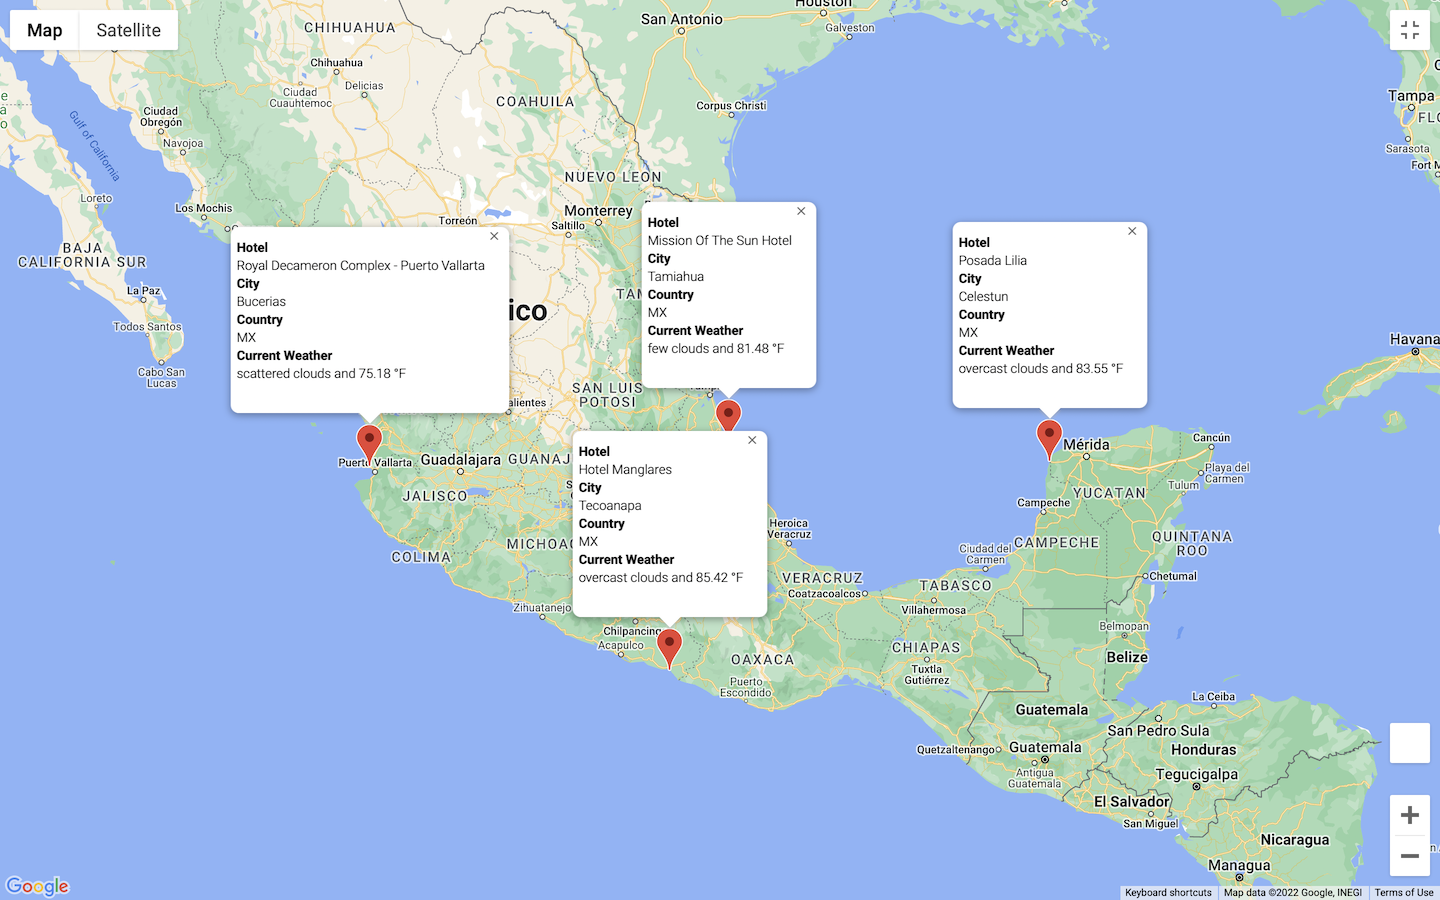 Map
Satellite
CHIHUAHUA
Chihuahua
Delicias
Ciudad
Cuauhtemoc
COAHUILA
San Antonio
Houston
Galveston
Corpus Christi
Tampa
Sarasota
Ciudad
Obregón
Navojoa
Gulf of California
Loreto
Los Mochis
BAJA
CALIFORNIA SUR
La Paz
Todos Santos
Cabo San
Lucas
Torreón
NUEVO LEON
Monterrey
Saltillo
Hotel
Royal Decameron Complex - Puerto Vallarta
City
Bucerias
Country
MX
Current Weather
scattered clouds and 75.18 °F
Hotel
Mission Of The Sun Hotel
City
Tamiahua
Country
MX
Current Weather
few clouds and 81.48 °F
Hotel
Posada Lilia
City
Celestun
Country
MX
Current Weather
overcast clouds and 83.55 °F
Hotel
Hotel Manglares
City
Tecoanapa
Country
MX
Current Weather
overcast clouds and 85.42 °F
ico
TAM
SAN LUIS
POTOSI
alientes
Havana
Puerto Vallarta
Guadalajara
GUANAJ
JALISCO
COLIMA
MICHOAC
Zihuatanejo
Chilpancingo
Acapulco
OAXACA
Puerto
Escondido
Heroica
Veracruz
VERACRUZ
Coatzacoalcos
TABASCO
Villahermosa
Ciudad del
Carmen
CAMPECHE
Campeche
Mérida
YUCATAN
Cancún
Playa del
Carmen
Tulum
QUINTANA
ROO
Chetumal
Belmopan
Belize
CHIAPAS
Tuxtla
Gutiérrez
Guatemala
Quetzaltenango
Guatemala
Antigua
Guatemala
La Ceiba
San Pedro Sula
Honduras
Tegucigalpa
El Salvador
San Miguel
Nicaragua
Managua
Google
Keyboard shortcuts
Map data ©2022 Google, INEGI
Terms of Use